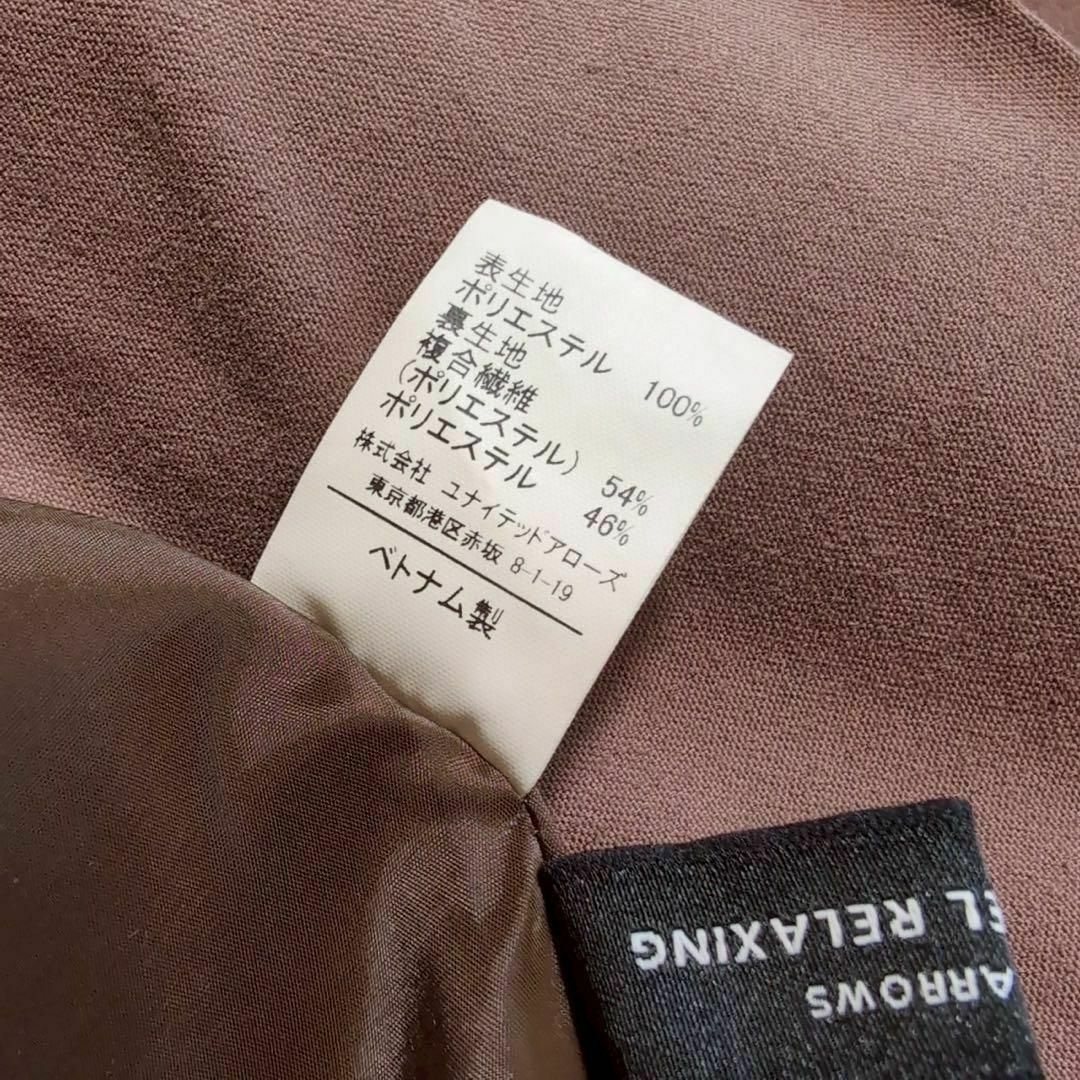 表生地
ポリエステル 100%
裏生地
複合繊維
(ポリエステル) 54%
ポリエステル 46%
株式会社 ユナイテッドアローズ
東京都港区赤坂 8-1-19
ベトナム製
ARROWS
EL RELAXING